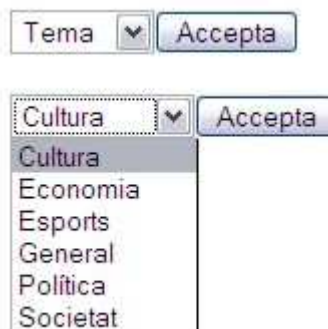 Tema Accepta
Cultura Accepta
Cultura
Economia
Esports
General
Política
Societat